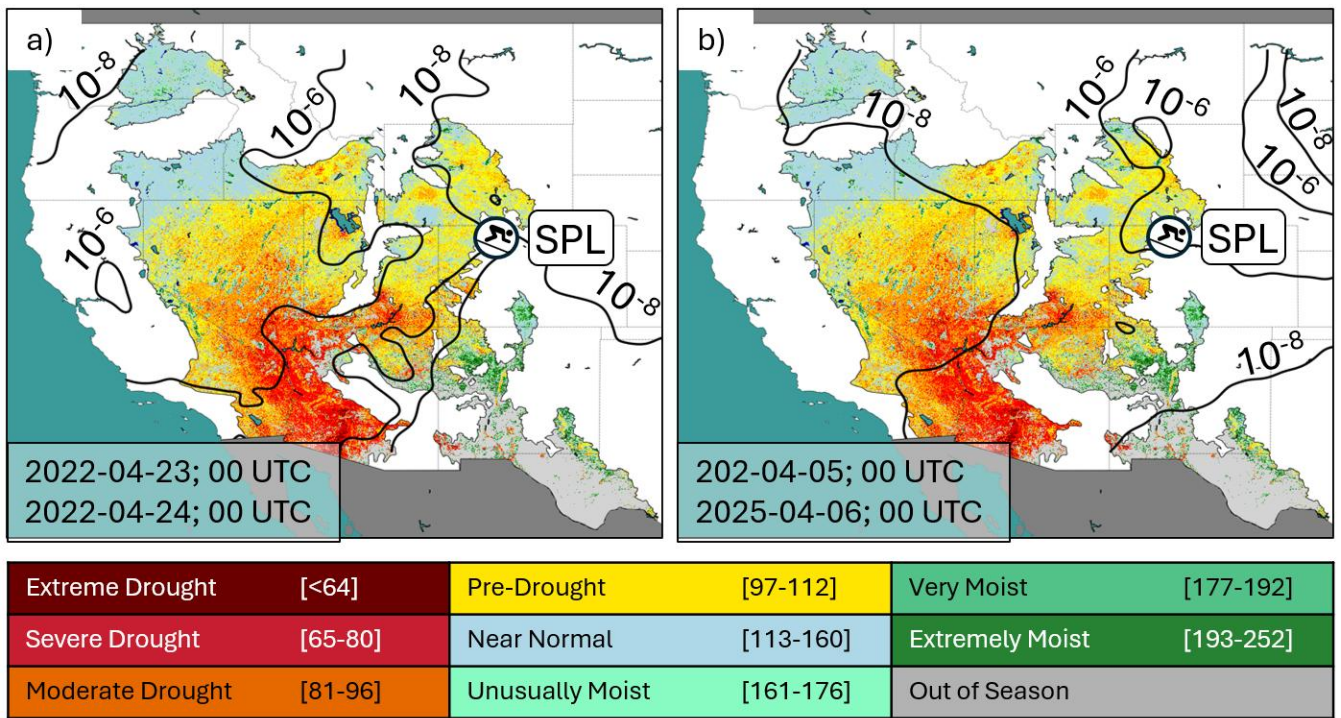 a)
10-8
10-6
10-8
10-6
SPL
10-8
2022-04-23; 00 UTC
2022-04-24; 00 UTC
b)
10-8
10-6
10-6
10-8
10-6
SPL
10-8
202-04-05; 00 UTC
2025-04-06; 00 UTC
Extreme Drought [<64] Pre-Drought [97-112] Very Moist [177-192]
Severe Drought [65-80] Near Normal [113-160] Extremely Moist [193-252]
Moderate Drought [81-96] Unusually Moist [161-176] Out of Season